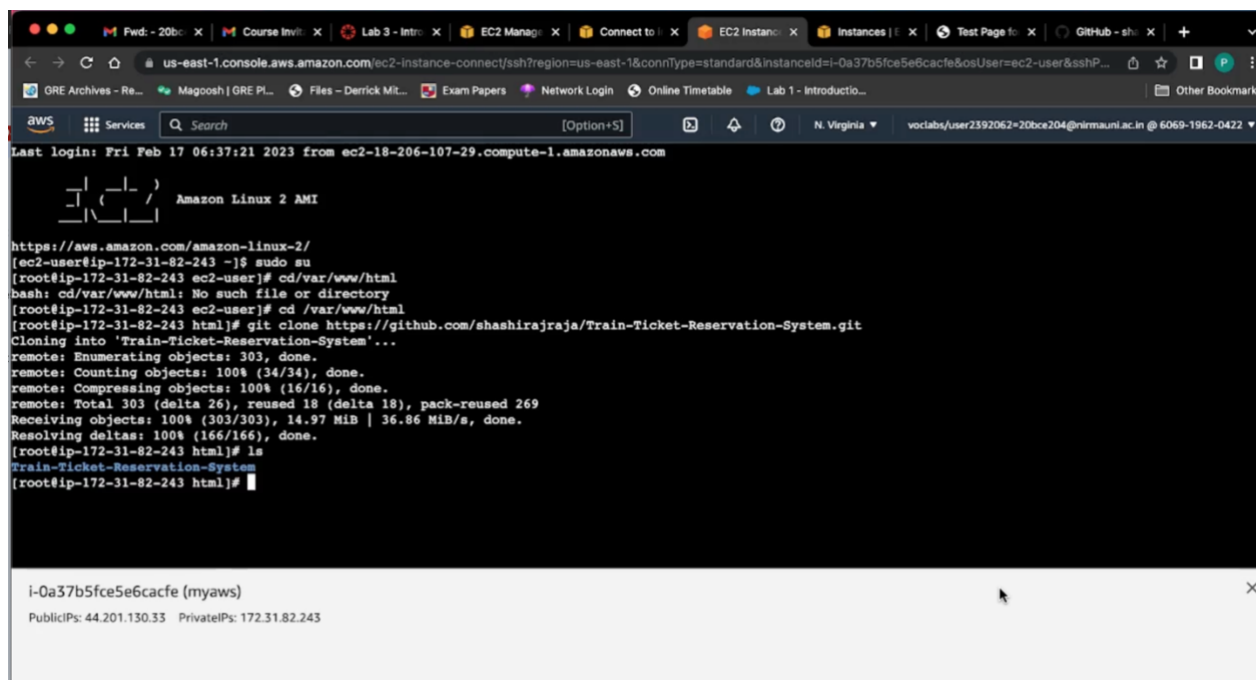 Fwd: - 20bc
Course Invit
Lab 3 - Intro
EC2 Manage
Connect to i
EC2 Instanc
Instances | E
Test Page fo
GitHub - sha
us-east-1.console.aws.amazon.com/ec2-instance-connect/ssh?region=us-east-1&connType=standard&instanceId=i-0a37b5fce5e6cacfe&osUser=ec2-user&sshP...
P
GRE Archives - Re...
Magoosh | GRE Pl...
Files – Derrick Mit...
Exam Papers
Network Login
Online Timetable
Lab 1 - Introductio...
Other Bookmark
aws
Services
Search
[Option+S]
N. Virginia
voclabs/user2392062=20bce204@nirmauni.ac.in @ 6069-1962-0422
Last login: Fri Feb 17 06:37:21 2023 from ec2-18-206-107-29.compute-1.amazonaws.com
       __|  __|_  )
       _|  (     /   Amazon Linux 2 AMI
      ___|\___|___|
https://aws.amazon.com/amazon-linux-2/
[ec2-user@ip-172-31-82-243 ~]$ sudo su
[root@ip-172-31-82-243 ec2-user]# cd/var/www/html
bash: cd/var/www/html: No such file or directory
[root@ip-172-31-82-243 ec2-user]# cd /var/www/html
[root@ip-172-31-82-243 html]# git clone https://github.com/shashirajraja/Train-Ticket-Reservation-System.git
Cloning into 'Train-Ticket-Reservation-System'...
remote: Enumerating objects: 303, done.
remote: Counting objects: 100% (34/34), done.
remote: Compressing objects: 100% (16/16), done.
remote: Total 303 (delta 26), reused 18 (delta 18), pack-reused 269
Receiving objects: 100% (303/303), 14.97 MiB | 36.86 MiB/s, done.
Resolving deltas: 100% (166/166), done.
[root@ip-172-31-82-243 html]# ls
Train-Ticket-Reservation-System
[root@ip-172-31-82-243 html]#
i-0a37b5fce5e6cacfe (myaws)
PublicIPs: 44.201.130.33 PrivateIPs: 172.31.82.243